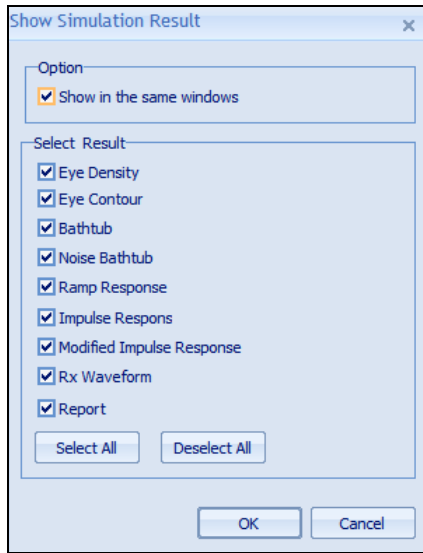 Show Simulation Result
Option
Show in the same windows
Select Result
Eye Density
Eye Contour
Bathtub
Noise Bathtub
Ramp Response
Impulse Respons
Modified Impulse Response
Rx Waveform
Report
Select All Deselect All
OK Cancel